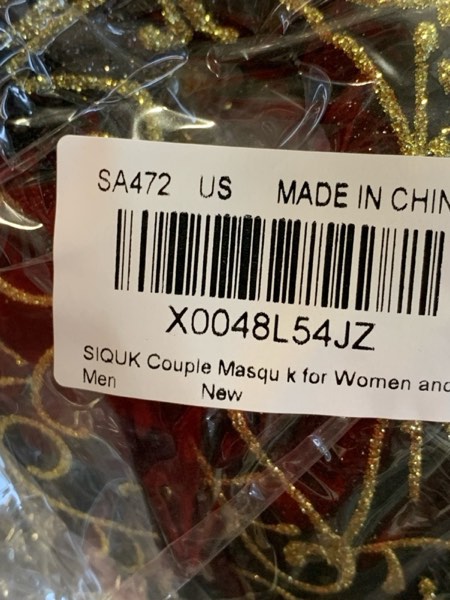 SA472 US MADE IN CHIN
X0048L54JZ
SIQUK Couple Masqu k for Women and
Men New